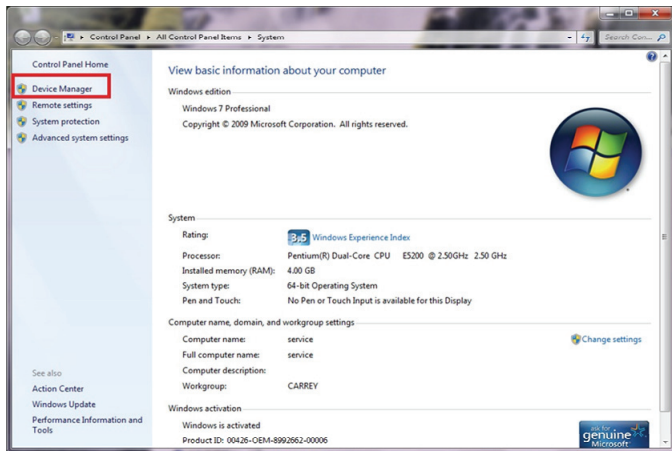 Control Panel ▸ All Control Panel Items ▸ System
Search Con...
Control Panel Home
Device Manager
Remote settings
System protection
Advanced system settings
See also
Action Center
Windows Update
Performance Information and
Tools
View basic information about your computer
Windows edition
Windows 7 Professional
Copyright © 2009 Microsoft Corporation. All rights reserved.
System
Rating: 3,5 Windows Experience Index
Processor: Pentium(R) Dual-Core CPU E5200 @ 2.50GHz 2.50 GHz
Installed memory (RAM): 4.00 GB
System type: 64-bit Operating System
Pen and Touch: No Pen or Touch Input is available for this Display
Computer name, domain, and workgroup settings
Computer name: service
Change settings
Full computer name: service
Computer description:
Workgroup: CARREY
Windows activation
Windows is activated
Product ID: 00426-OEM-8992662-00006
ask for
genuine
Microsoft